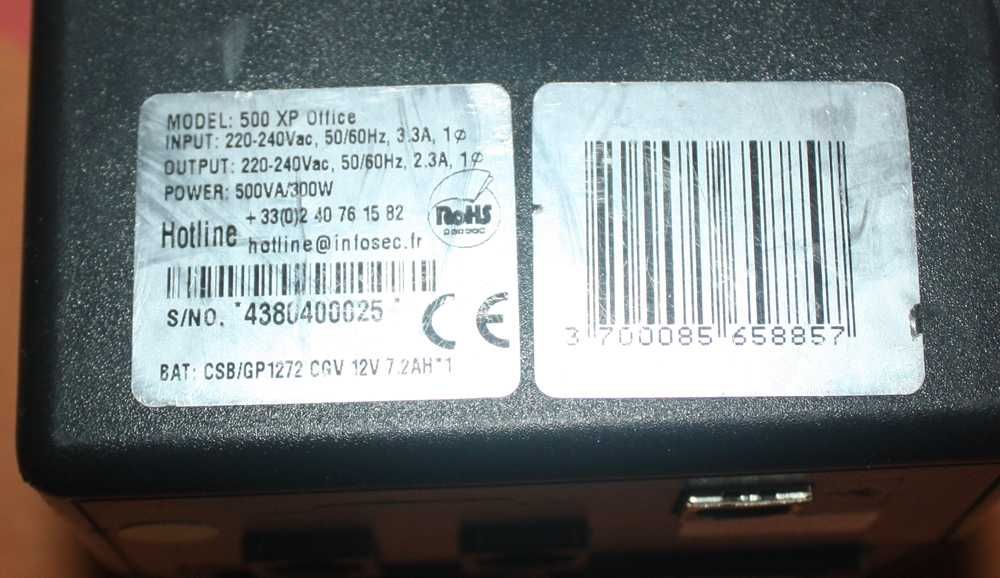 MODEL: 500 XP Office
INPUT: 220-240Vac, 50/60Hz, 3.3A, 1ø
OUTPUT: 220-240Vac, 50/60Hz, 2.3A, 1ø
POWER: 500VA/300W
Hotline +33(0)2 40 76 15 82
hotline@infosec.fr
RoHS
S/NO. *4380400025*
CE
BAT: CSB/GP1272 CGV 12V 7.2AH*1
3 700085 658857